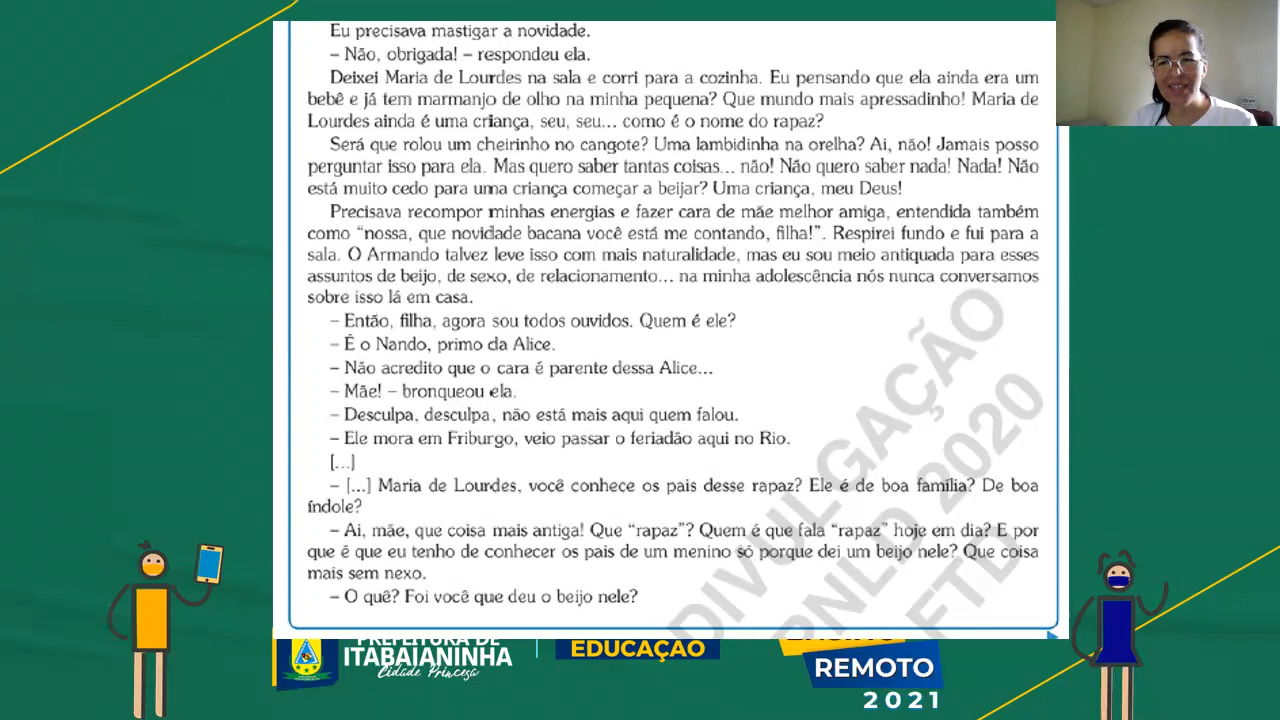 Eu precisava mastigar a novidade.
– Não, obrigada! – respondeu ela.
Deixei Maria de Lourdes na sala e corri para a cozinha. Eu pensando que ela ainda era um
bebê e já tem marmanjo de olho na minha pequena? Que mundo mais apressadinho! Maria de
Lourdes ainda é uma criança, seu, seu... como é o nome do rapaz?
Será que rolou um cheirinho no cangote? Uma lambidinha na orelha? Ai, não! Jamais posso
perguntar isso para ela. Mas quero saber tantas coisas... não! Não quero saber nada! Nada! Não
está muito cedo para uma criança começar a beijar? Uma criança, meu Deus!
Precisava recompor minhas energias e fazer cara de mãe melhor amiga, entendida também
como “nossa, que novidade bacana você está me contando, filha!”. Respirei fundo e fui para a
sala. O Armando talvez leve isso com mais naturalidade, mas eu sou meio antiquada para esses
assuntos de beijo, de sexo, de relacionamento... na minha adolescência nós nunca conversamos
sobre isso lá em casa.
– Então, filha, agora sou todos ouvidos. Quem é ele?
– É o Nando, primo da Alice.
– Não acredito que o cara é parente dessa Alice...
– Mãe! – bronqueou ela.
– Desculpa, desculpa, não está mais aqui quem falou.
– Ele mora em Friburgo, veio passar o feriadão aqui no Rio.
[...]
– [...] Maria de Lourdes, você conhece os pais desse rapaz? Ele é de boa família? De boa
índole?
– Ai, mãe, que coisa mais antiga! Que “rapaz”? Quem é que fala “rapaz” hoje em dia? E por
que é que eu tenho de conhecer os pais de um menino só porque dei um beijo nele? Que coisa
mais sem nexo.
– O quê? Foi você que deu o beijo nele?
DIVULGAÇÃO
PNLD 2020
FTD
PREFEITURA DE
ITABAIANINHA
Cidade Princesa
EDUCAÇÃO
ENSINO
REMOTO
2021